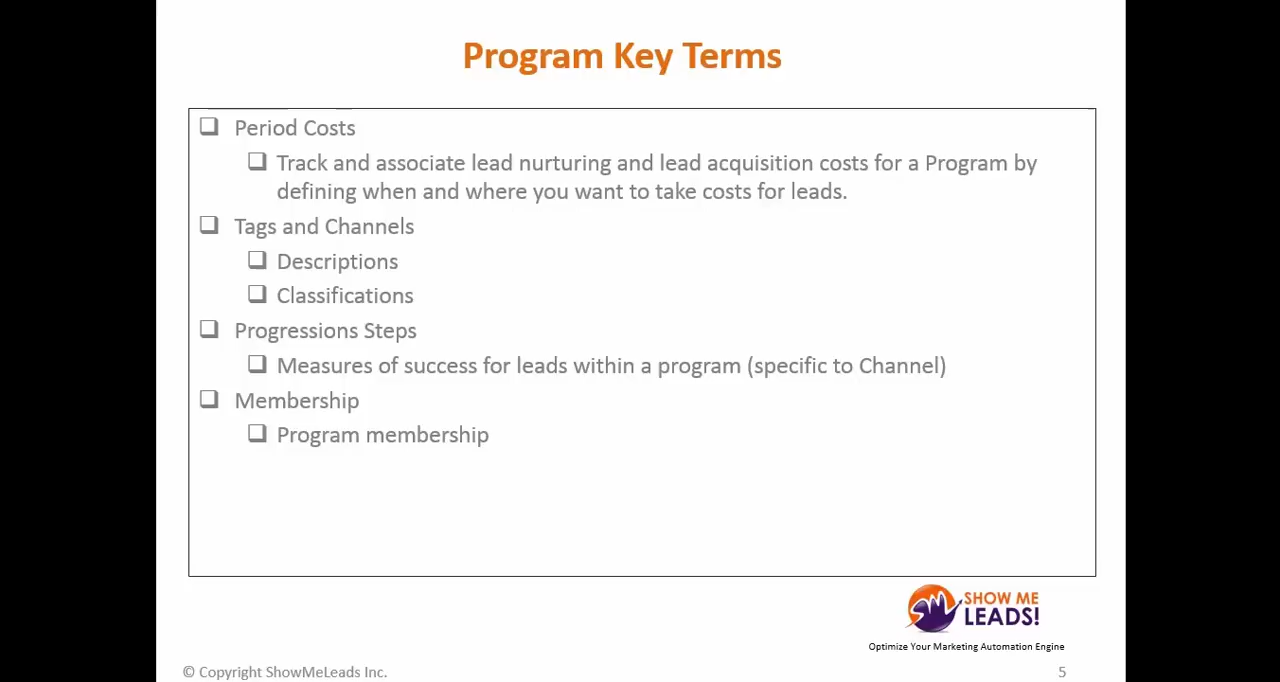 Program Key Terms
Period Costs
Track and associate lead nurturing and lead acquisition costs for a Program by
defining when and where you want to take costs for leads.
Tags and Channels
Descriptions
Classifications
Progressions Steps
Measures of success for leads within a program (specific to Channel)
Membership
Program membership
SHOW ME
LEADS!
Optimize Your Marketing Automation Engine
© Copyright ShowMeLeads Inc.
5